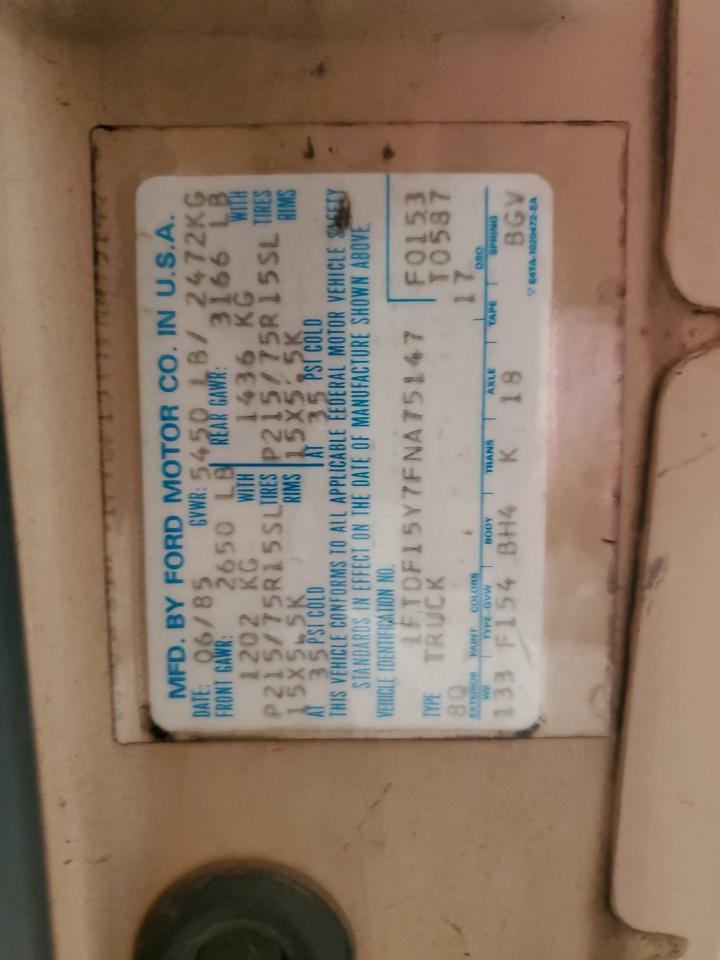 MFD. BY FORD MOTOR CO. IN U.S.A.
DATE: 06/85 GVWR: 5450 LB/ 2472KG
FRONT GAWR: 2650 LB REAR GAWR: 3166 LB
1202 KG WITH 1436 KG WITH
P215/75R15SL TIRES P215/75R15SL TIRES
15X5.5K RIMS 15X5.5K RIMS
AT 35 PSI COLD AT 35 PSI COLD
THIS VEHICLE CONFORMS TO ALL APPLICABLE FEDERAL MOTOR VEHICLE SAFETY
STANDARDS IN EFFECT ON THE DATE OF MANUFACTURE SHOWN ABOVE.
VEHICLE IDENTIFICATION NO. F0153
1FTDF15Y7FNA75147 T0587
TYPE TRUCK
8Q 17
EXTERIOR PAINT COLORS DSO
WB TYPE-GVW BODY TRANS AXLE TAPE SPRING
133 F154 BH4 K 18 BGV
▽ E4TA-1020472-EA